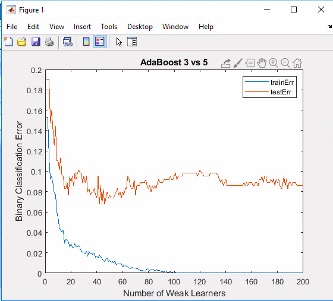 Figure 1
File Edit View Insert Tools Desktop Window Help
AdaBoost 3 vs 5
trainErr
testErr
0.2
0.18
0.16
0.14
0.12
0.1
0.08
0.06
0.04
0.02
0
Binary Classification Error
0 20 40 60 80 100 120 140 160 180 200
Number of Weak Learners